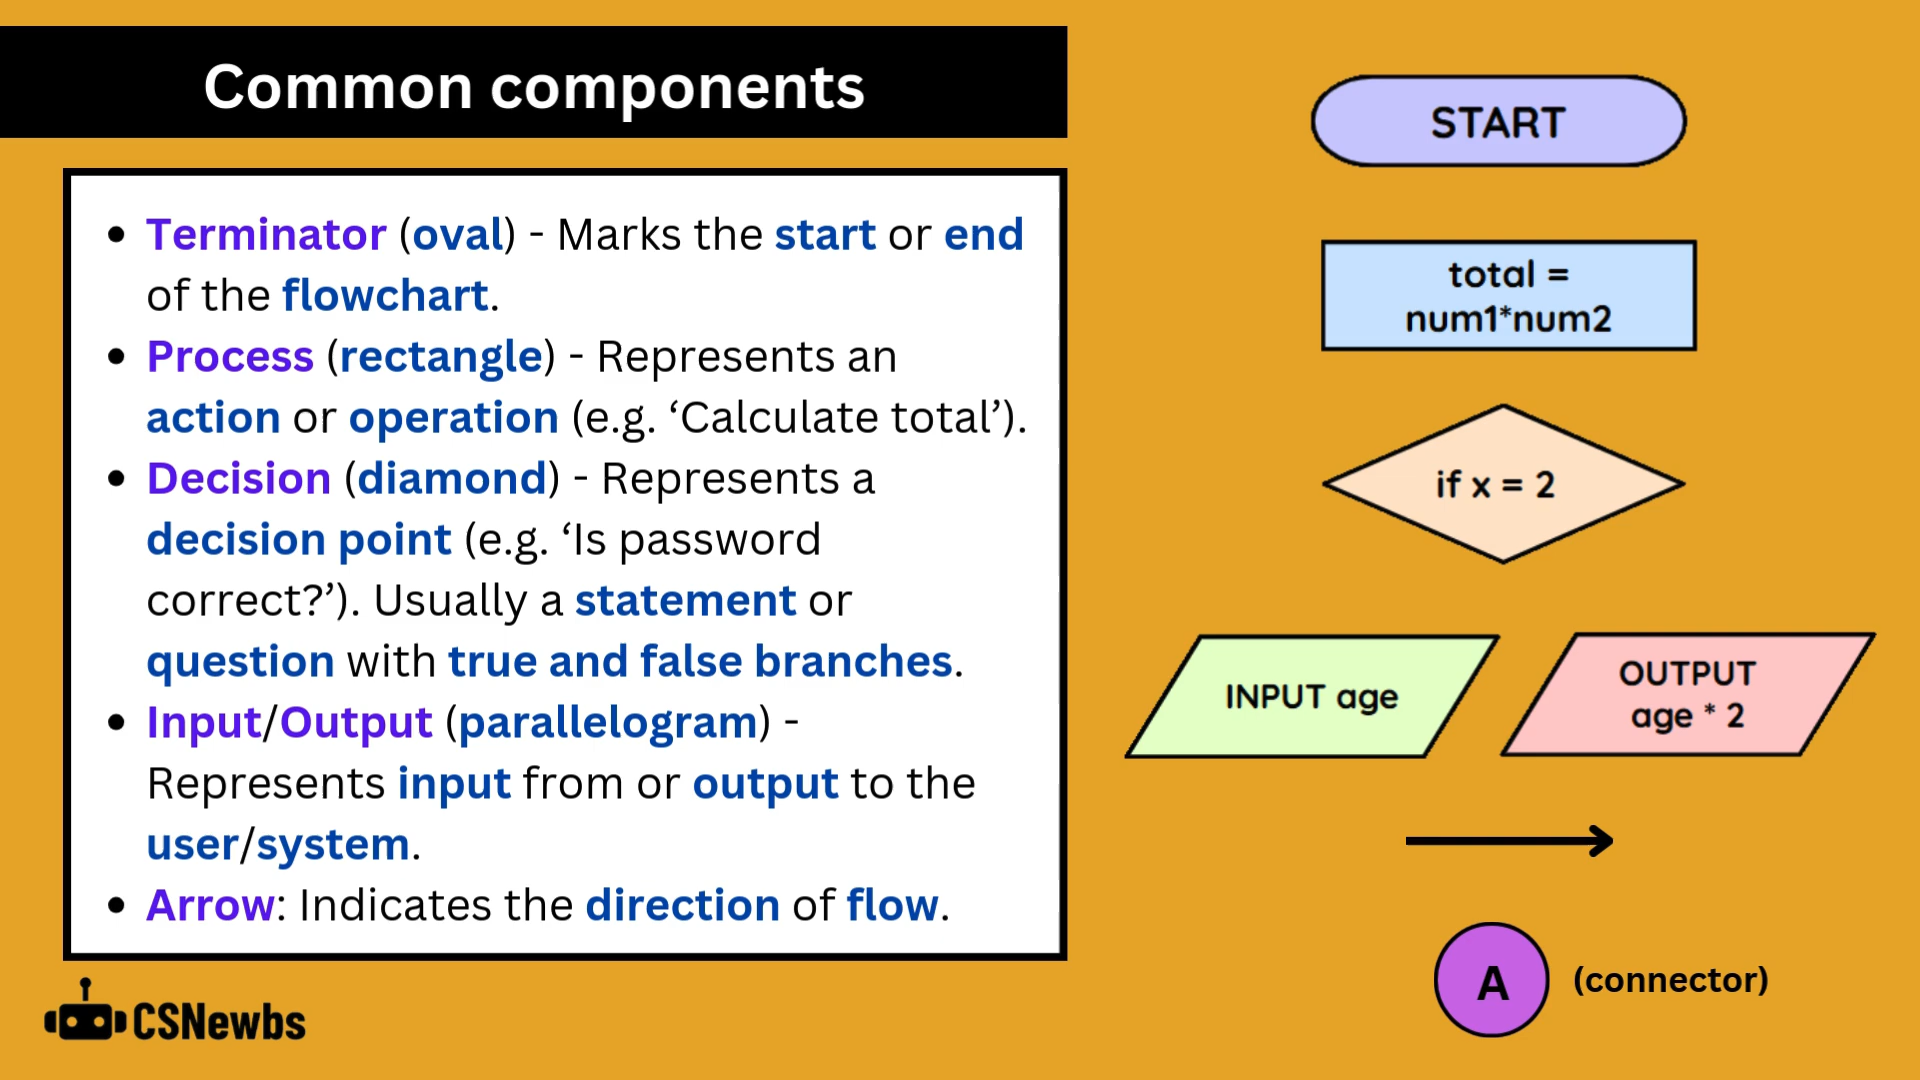 Common components
• Terminator (oval) - Marks the start or end
of the flowchart.
• Process (rectangle) - Represents an
action or operation (e.g. ‘Calculate total’).
• Decision (diamond) - Represents a
decision point (e.g. ‘Is password
correct?’). Usually a statement or
question with true and false branches.
• Input/Output (parallelogram) -
Represents input from or output to the
user/system.
• Arrow: Indicates the direction of flow.
CSNewbs
START
total =
num1*num2
if x = 2
INPUT age
OUTPUT
age * 2
A (connector)